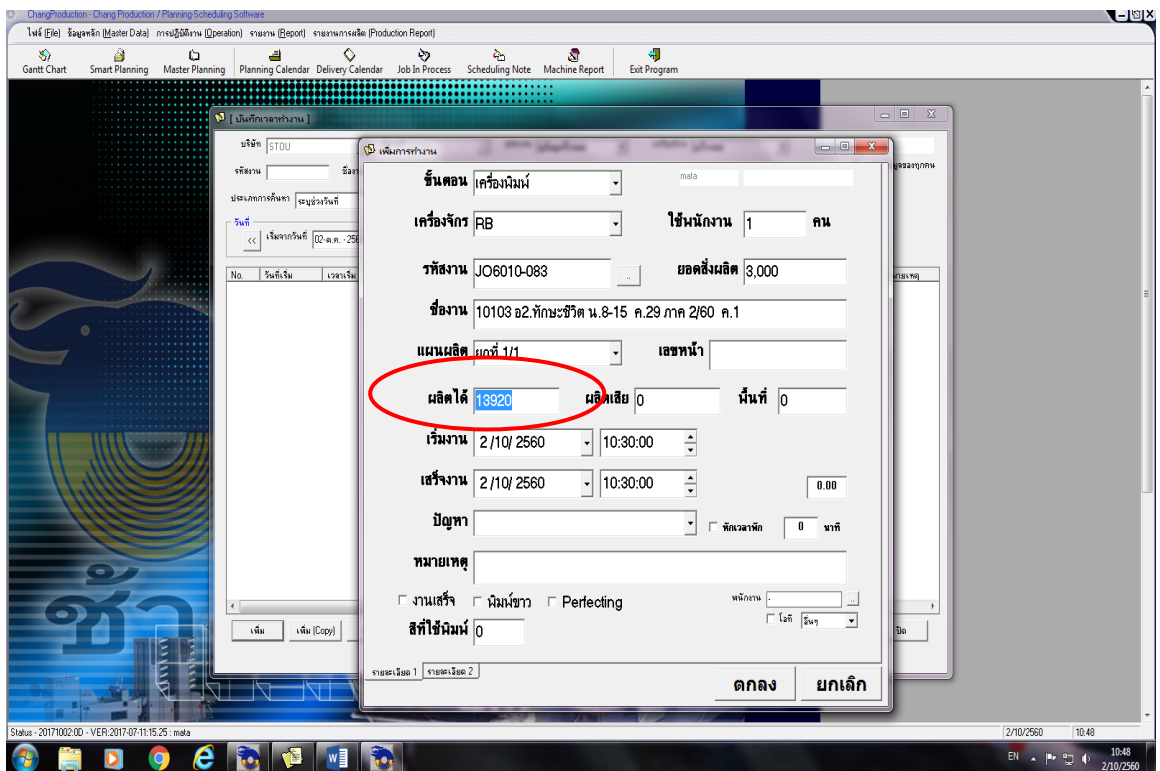 ChangProduction - Chang Production / Planning-Scheduling Software
ไฟล์ (File) ข้อมูลหลัก (Master Data) การปฏิบัติงาน (Operation) รายงาน (Report) รายงานการผลิต (Production Report)
Gantt Chart Smart Planning Master Planning Planning Calendar Delivery Calendar Job In Process Scheduling Note Machine Report Exit Program
[ บันทึกเวลาทำงาน ]
บริษัท STOU
รหัสงาน
ประเภทการค้นหา ระบุช่วงวันที่
วันที่
<< เริ่มจากวันที่ 02-ต.ค. -256
No. วันที่เริ่ม เวลาเริ่ม
เพิ่ม เพิ่ม (Copy) ปิด
เพิ่มการทำงาน
ขั้นตอน เครื่องพิมพ์ mata
เครื่องจักร RB ใช้พนักงาน 1 คน
รหัสงาน JO6010-083 .. ยอดสั่งผลิต 3,000
ชื่องาน 10103 อ2.ทักษะชีวิต น.8-15 ค.29 ภาค 2/60 ค.1
แผนผลิต ยกที่ 1/1 เลขหน้า
ผลิตได้ 13920 ผลิตเสีย 0 พื้นที่ 0
เริ่มงาน 2 /10/ 2560 10:30:00
เสร็จงาน 2 /10/ 2560 10:30:00 0.00
ปัญหา หักเวลาพัก 0 นาที
หมายเหตุ
งานเสร็จ พิมพ์ขาว Perfecting พนักงาน . ...
โอที อื่นๆ
สีที่ใช้พิมพ์ 0
รายละเอียด 1 รายละเอียด 2
ตกลง ยกเลิก
ช้า
Status - 20171002:0D - VER:2017-07-11:15.25 : mata 2/10/2560 10:48
EN 10:48
2/10/2560